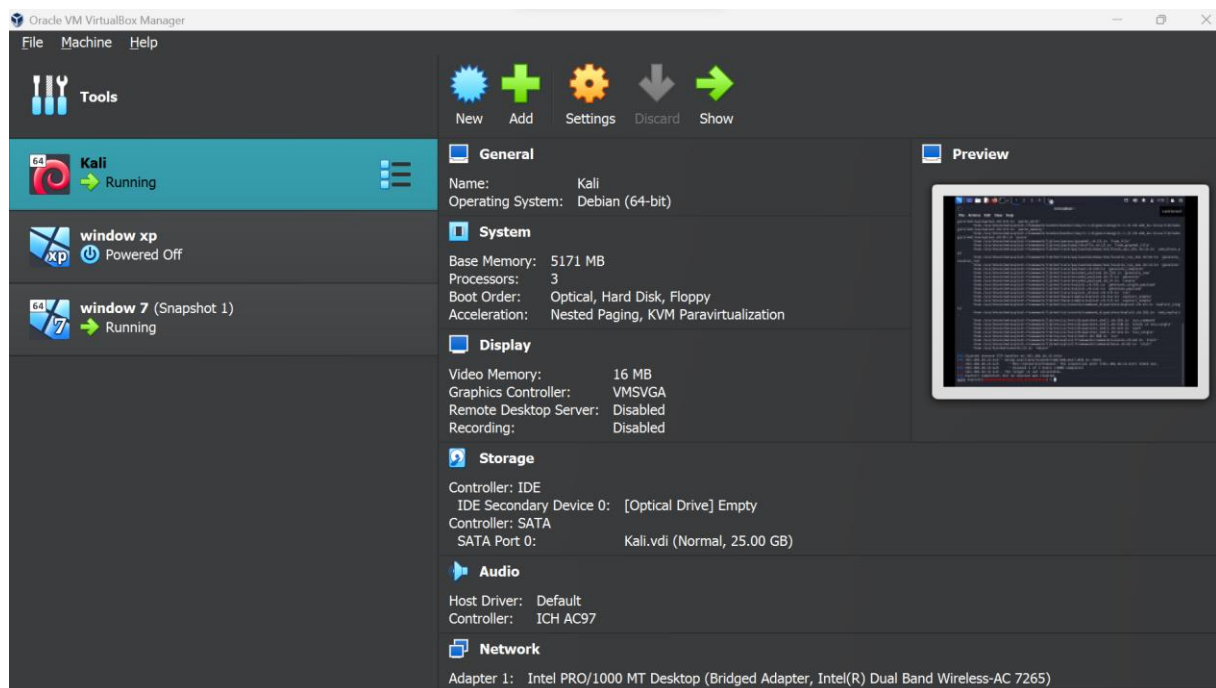 Oracle VM VirtualBox Manager
File Machine Help
Tools
New Add Settings Discard Show
64
Kali
Running
window xp
Powered Off
XP
64
window 7 (Snapshot 1)
Running
7
General
Name: Kali
Operating System: Debian (64-bit)
System
Base Memory: 5171 MB
Processors: 3
Boot Order: Optical, Hard Disk, Floppy
Acceleration: Nested Paging, KVM Paravirtualization
Display
Video Memory: 16 MB
Graphics Controller: VMSVGA
Remote Desktop Server: Disabled
Recording: Disabled
Storage
Controller: IDE
IDE Secondary Device 0: [Optical Drive] Empty
Controller: SATA
SATA Port 0: Kali.vdi (Normal, 25.00 GB)
Audio
Host Driver: Default
Controller: ICH AC97
Network
Adapter 1: Intel PRO/1000 MT Desktop (Bridged Adapter, Intel(R) Dual Band Wireless-AC 7265)
Preview